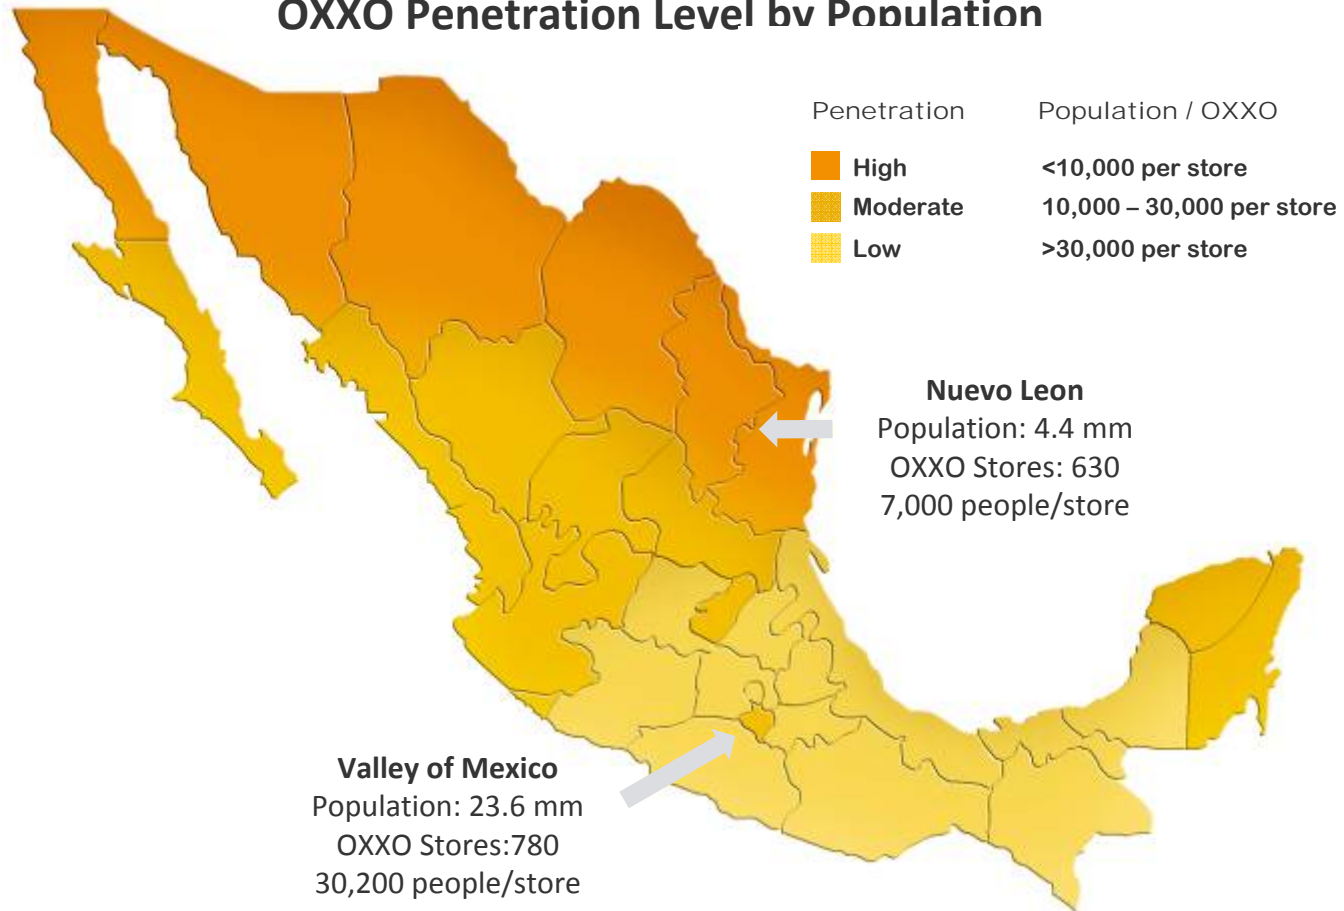 OXXO Penetration Level by Population
Penetration Population / OXXO
High <10,000 per store
Moderate 10,000 – 30,000 per store
Low >30,000 per store
Nuevo Leon
Population: 4.4 mm
OXXO Stores: 630
7,000 people/store
Valley of Mexico
Population: 23.6 mm
OXXO Stores:780
30,200 people/store